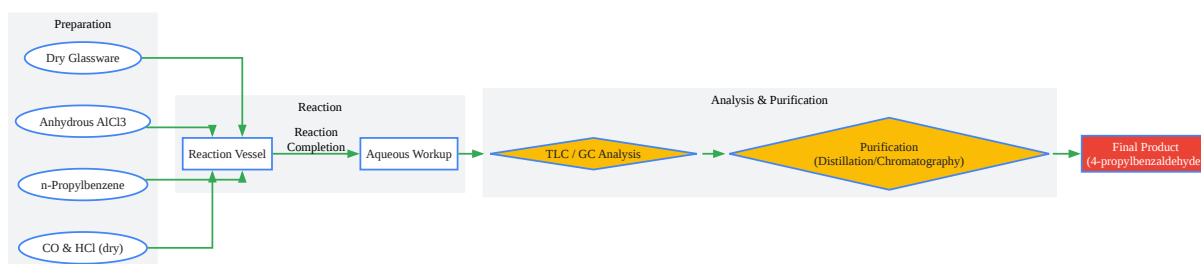 Preparation
Dry Glassware
Anhydrous AlCl3
n-Propylbenzene
CO & HCl (dry)
Reaction
Reaction Vessel
Reaction
Completion
Aqueous Workup
Analysis & Purification
TLC / GC Analysis
Purification
(Distillation/Chromatography)
Final Product
(4-propylbenzaldehyde